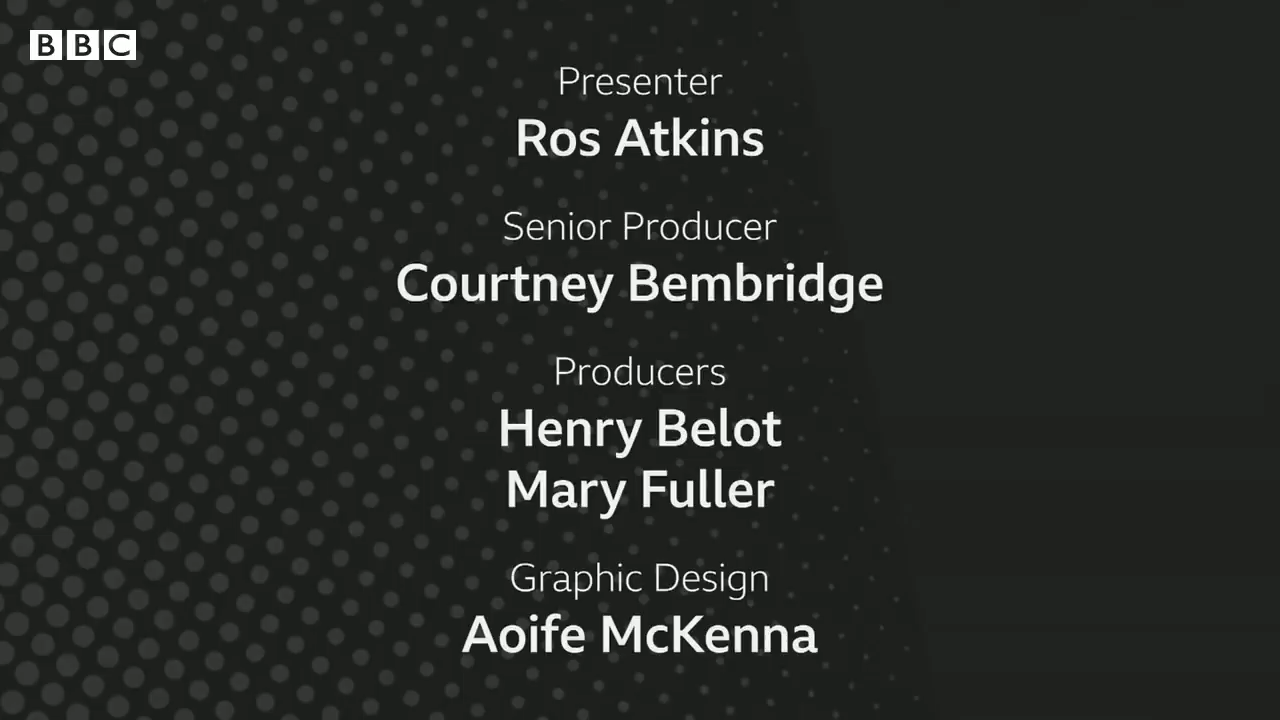 BBC
Presenter
Ros Atkins
Senior Producer
Courtney Bembridge
Producers
Henry Belot
Mary Fuller
Graphic Design
Aoife McKenna